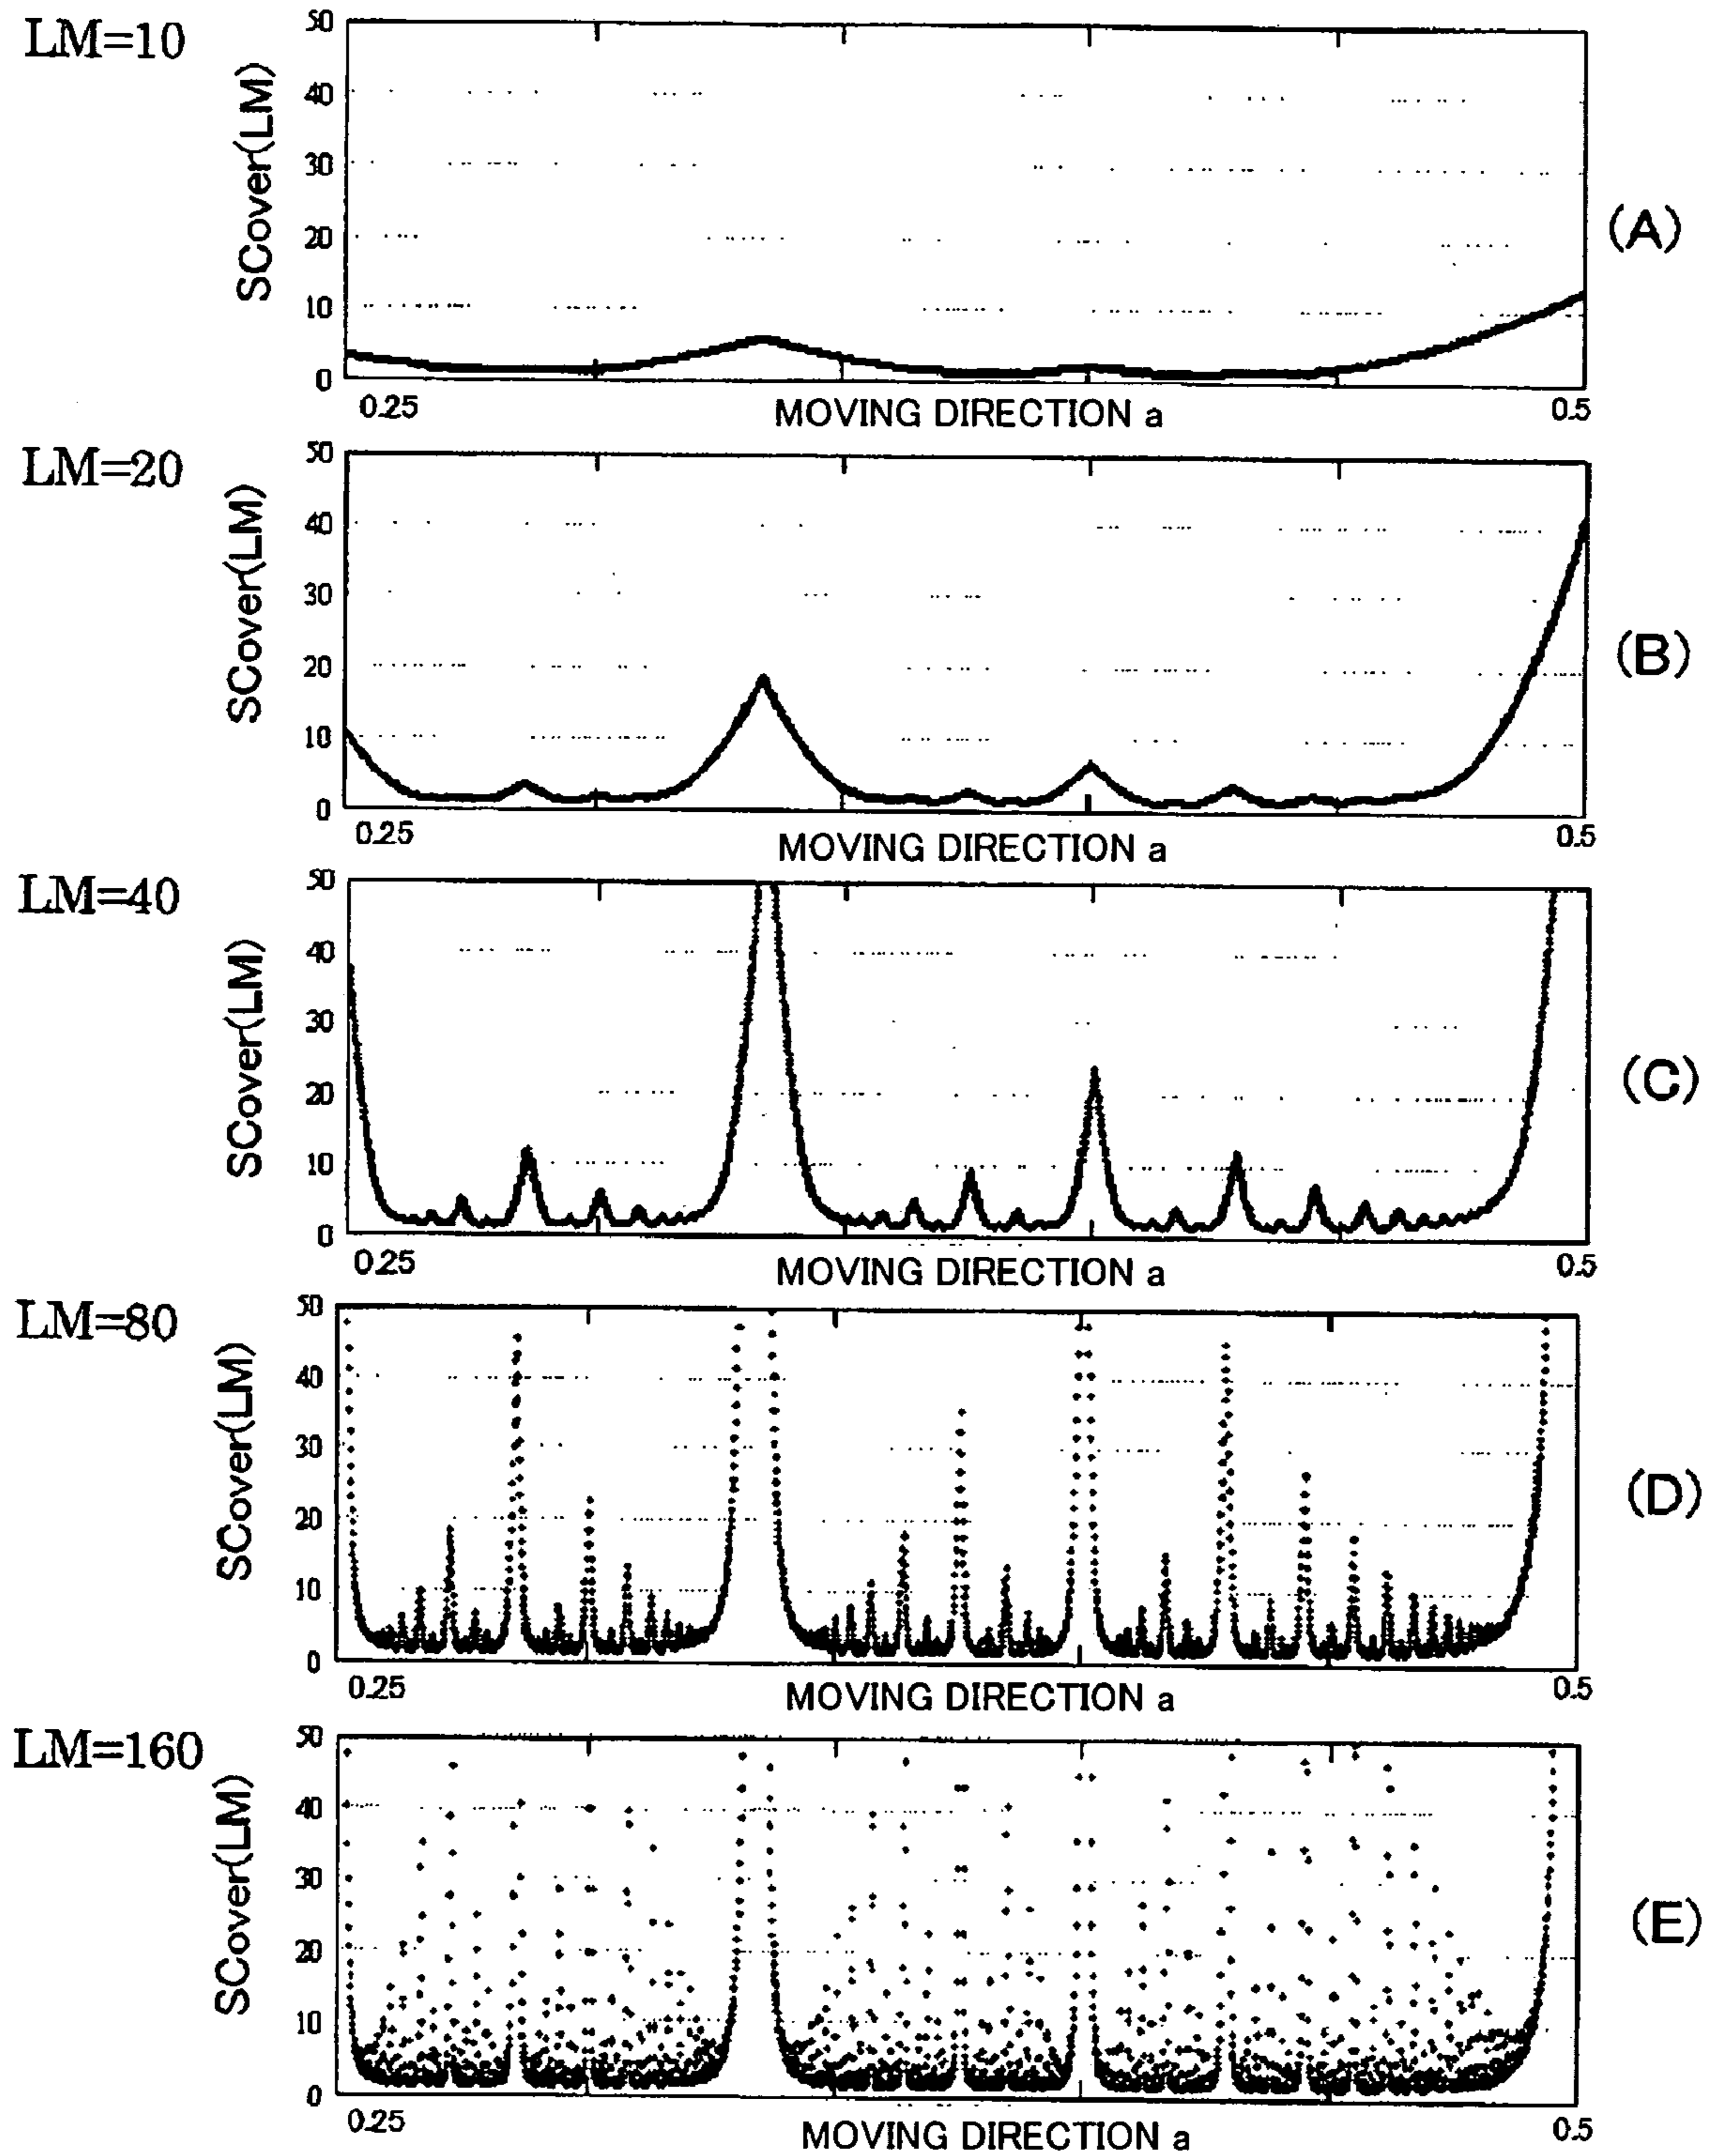 LM=10
SCover(LM)
50
40
30
20
10
0
0.25
MOVING DIRECTION a
0.5
(A)
LM=20
SCover(LM)
50
40
30
20
10
0
0.25
MOVING DIRECTION a
0.5
(B)
LM=40
SCover(LM)
50
40
30
20
10
0
0.25
MOVING DIRECTION a
0.5
(C)
LM=80
SCover(LM)
50
40
30
20
10
0
0.25
MOVING DIRECTION a
0.5
(D)
LM=160
SCover(LM)
50
40
30
20
10
0
0.25
MOVING DIRECTION a
0.5
(E)